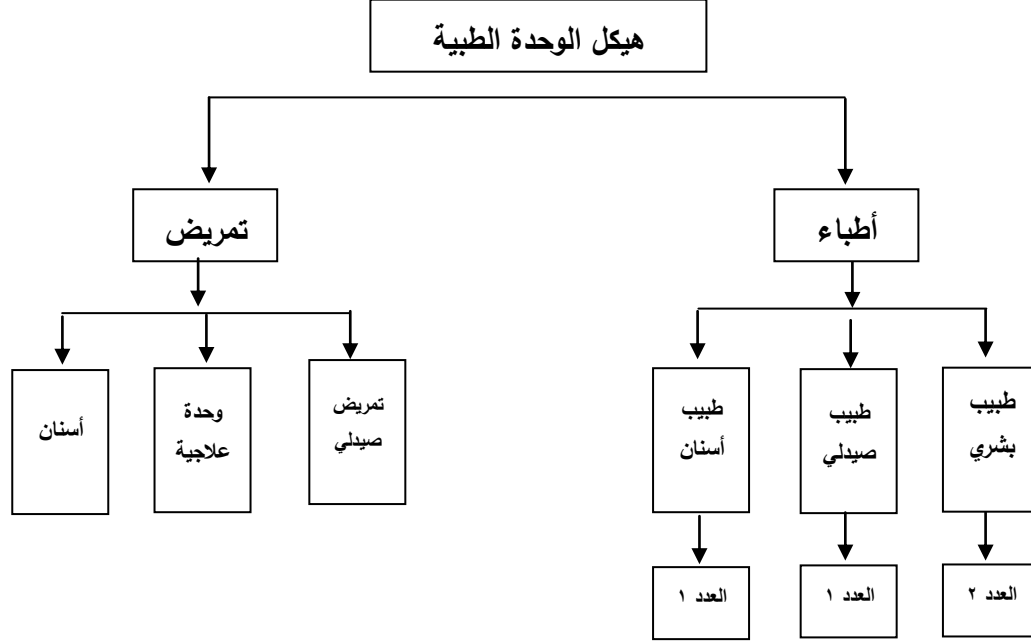 هيكل الوحدة الطبية
أطباء
تمريض
طبيب
بشري
طبيب
صيدلي
طبيب
أسنان
تمريض
صيدلي
وحدة
علاجية
أسنان
العدد ٢
العدد ١
العدد ١